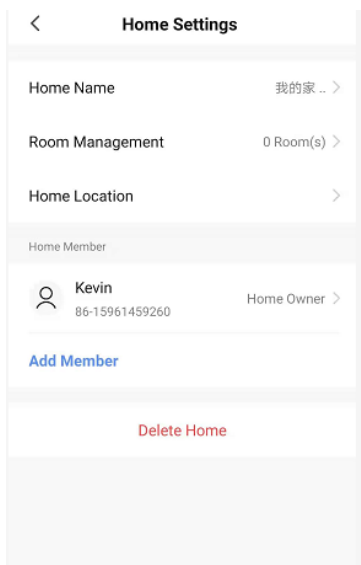 Home Settings
Home Name 我的家 ..
Room Management 0 Room(s)
Home Location
Home Member
Kevin
86-15961459260
Home Owner
Add Member
Delete Home